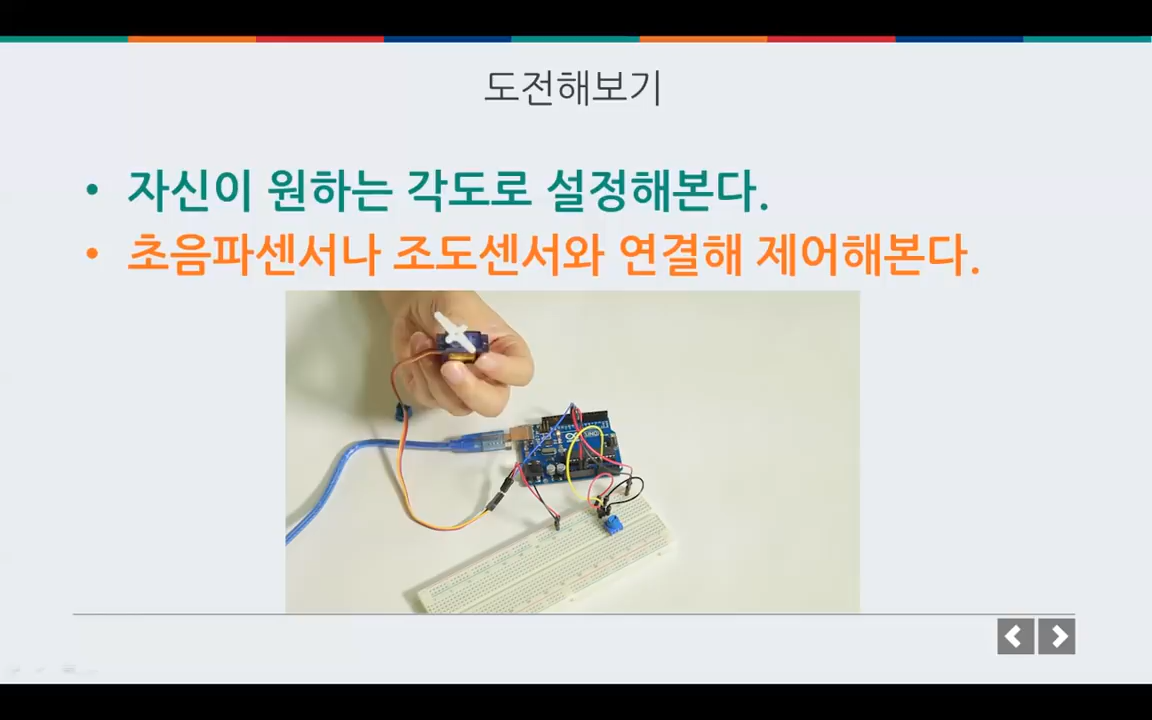 도전해보기
• 자신이 원하는 각도로 설정해본다.
• 초음파센서나 조도센서와 연결해 제어해본다.
UNO